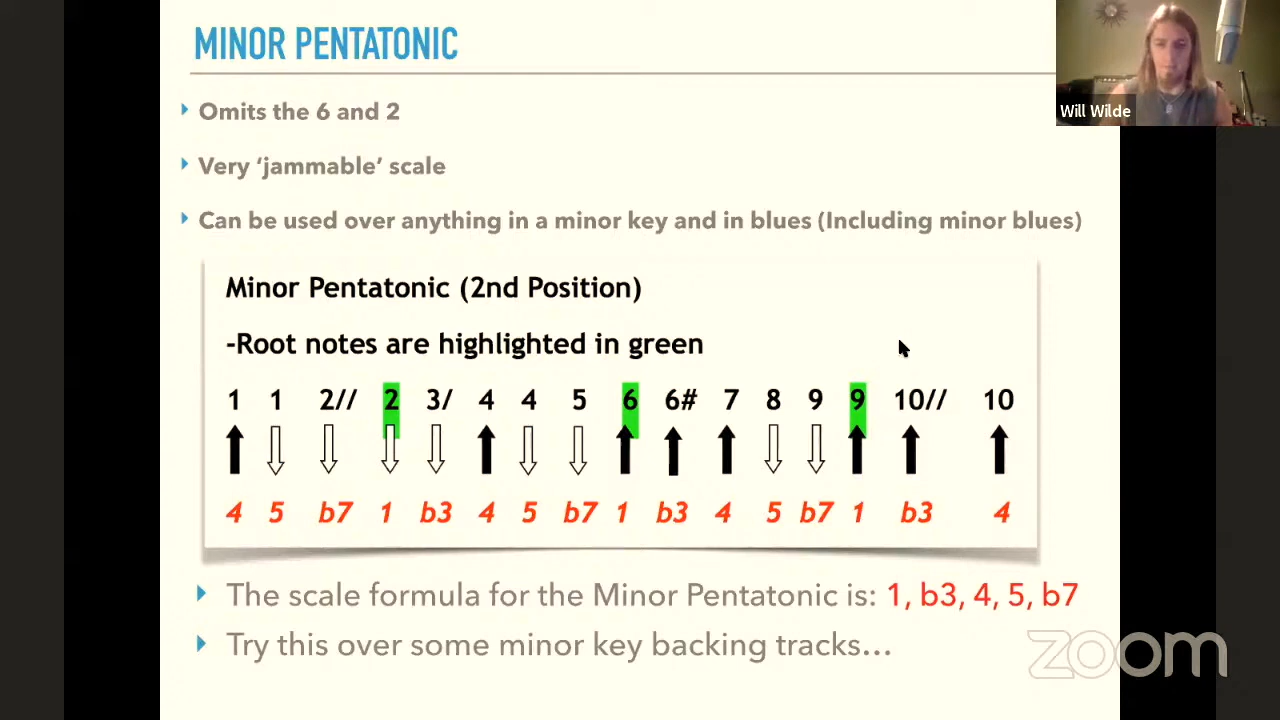 MINOR PENTATONIC
Will Wilde
Omits the 6 and 2
Very ‘jammable’ scale
Can be used over anything in a minor key and in blues (Including minor blues)
Minor Pentatonic (2nd Position)
-Root notes are highlighted in green
1 1 2// 2 3/ 4 4 5 6 6# 7 8 9 9 10// 10
4 5 b7 1 b3 4 5 b7 1 b3 4 5 b7 1 b3 4
The scale formula for the Minor Pentatonic is: 1, b3, 4, 5, b7
Try this over some minor key backing tracks…
zoom